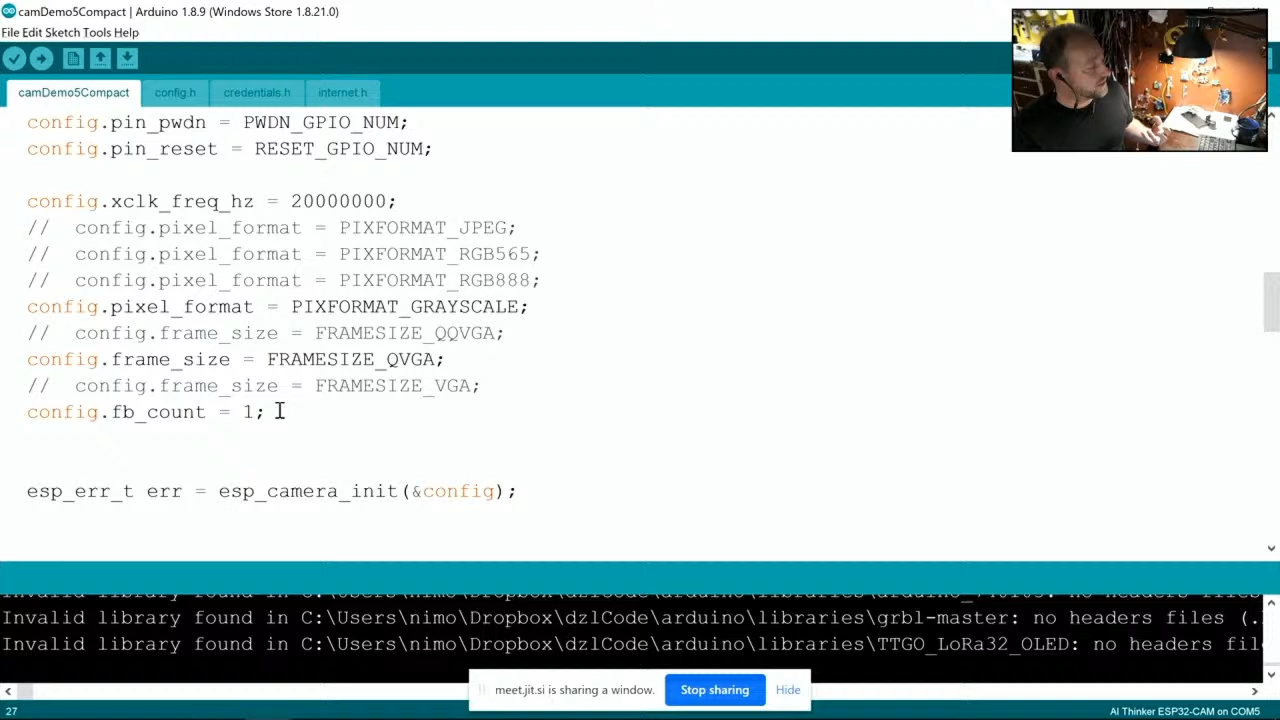 camDemo5Compact | Arduino 1.8.9 (Windows Store 1.8.21.0)
File Edit Sketch Tools Help
camDemo5Compact config.h credentials.h internet.h
config.pin_pwdn = PWDN_GPIO_NUM;
config.pin_reset = RESET_GPIO_NUM;
config.xclk_freq_hz = 20000000;
//  config.pixel_format = PIXFORMAT_JPEG;
//  config.pixel_format = PIXFORMAT_RGB565;
//  config.pixel_format = PIXFORMAT_RGB888;
config.pixel_format = PIXFORMAT_GRAYSCALE;
//  config.frame_size = FRAMESIZE_QQVGA;
config.frame_size = FRAMESIZE_QVGA;
//  config.frame_size = FRAMESIZE_VGA;
config.fb_count = 1;
esp_err_t err = esp_camera_init(&config);
Invalid library found in C:\Users\nimo\Dropbox\dzlCode\arduino\libraries\grbl-master: no headers files (.
Invalid library found in C:\Users\nimo\Dropbox\dzlCode\arduino\libraries\TTGO_LoRa32_OLED: no headers fil
meet.jit.si is sharing a window. Stop sharing Hide
27 AI Thinker ESP32-CAM on COM5